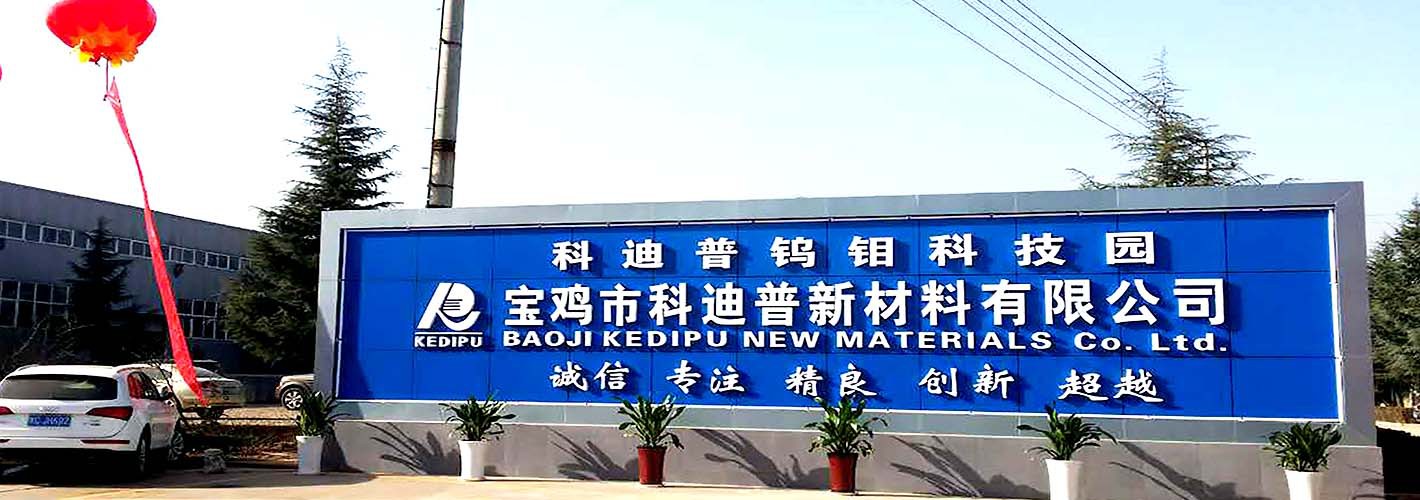 科迪普钨钼科技园
宝鸡市科迪普新材料有限公司
KEDIPU
BAOJI KEDIPU NEW MATERIALS Co. Ltd.
诚信 专注 精良 创新 超越